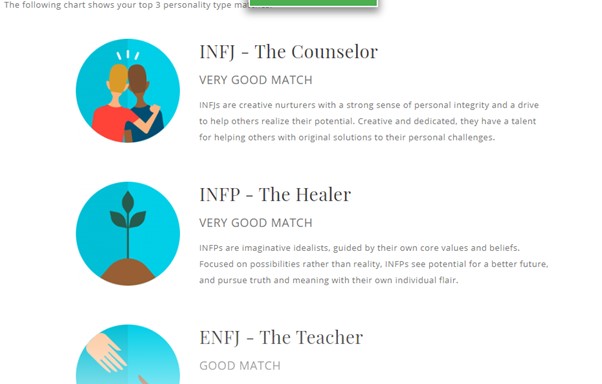 The following chart shows your top 3 personality type
INFJ - The Counselor
VERY GOOD MATCH
INFJs are creative nurturers with a strong sense of personal integrity and a drive
to help others realize their potential. Creative and dedicated, they have a talent
for helping others with original solutions to their personal challenges.
INFP - The Healer
VERY GOOD MATCH
INFPs are imaginative idealists, guided by their own core values and beliefs.
Focused on possibilities rather than reality, INFPs see potential for a better future,
and pursue truth and meaning with their own individual flair.
ENFJ - The Teacher
GOOD MATCH